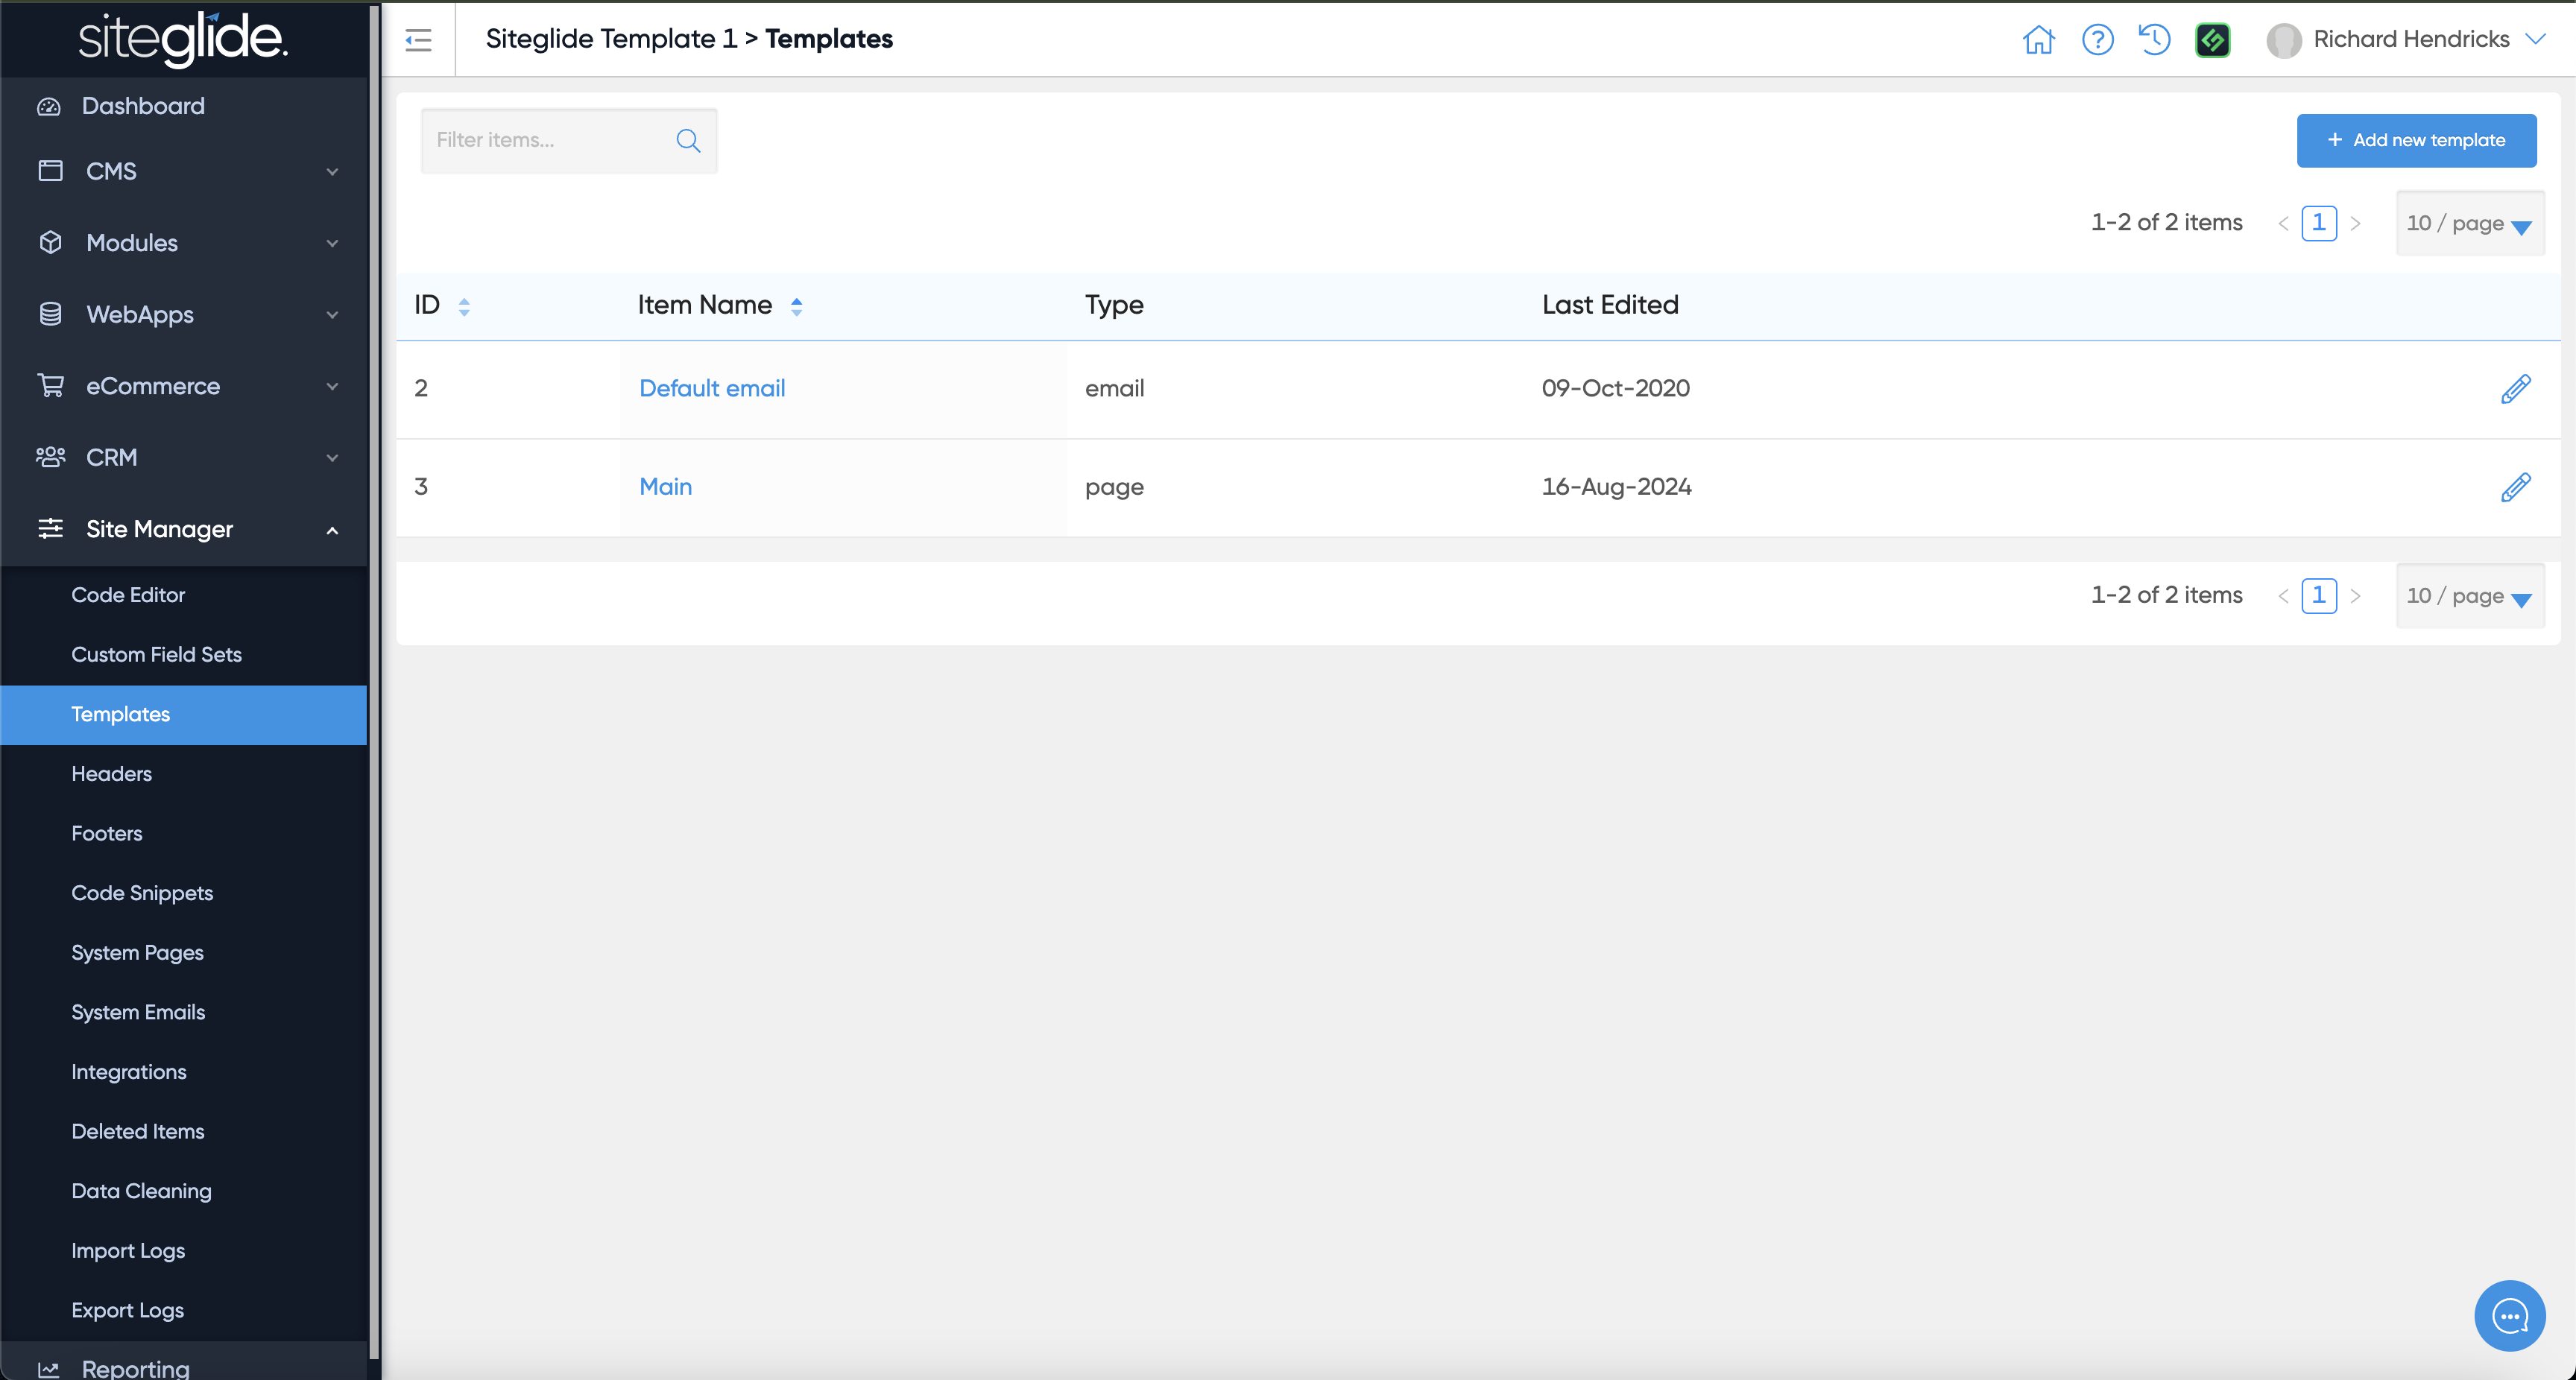 siteglide.
Siteglide Template 1 > Templates
Richard Hendricks
Dashboard
CMS
Modules
WebApps
eCommerce
CRM
Site Manager
Code Editor
Custom Field Sets
Templates
Headers
Footers
Code Snippets
System Pages
System Emails
Integrations
Deleted Items
Data Cleaning
Import Logs
Export Logs
Reporting
Filter items...
+ Add new template
1-2 of 2 items < 1 > 10 / page
ID Item Name Type Last Edited
2 Default email email 09-Oct-2020
3 Main page 16-Aug-2024
1-2 of 2 items < 1 > 10 / page